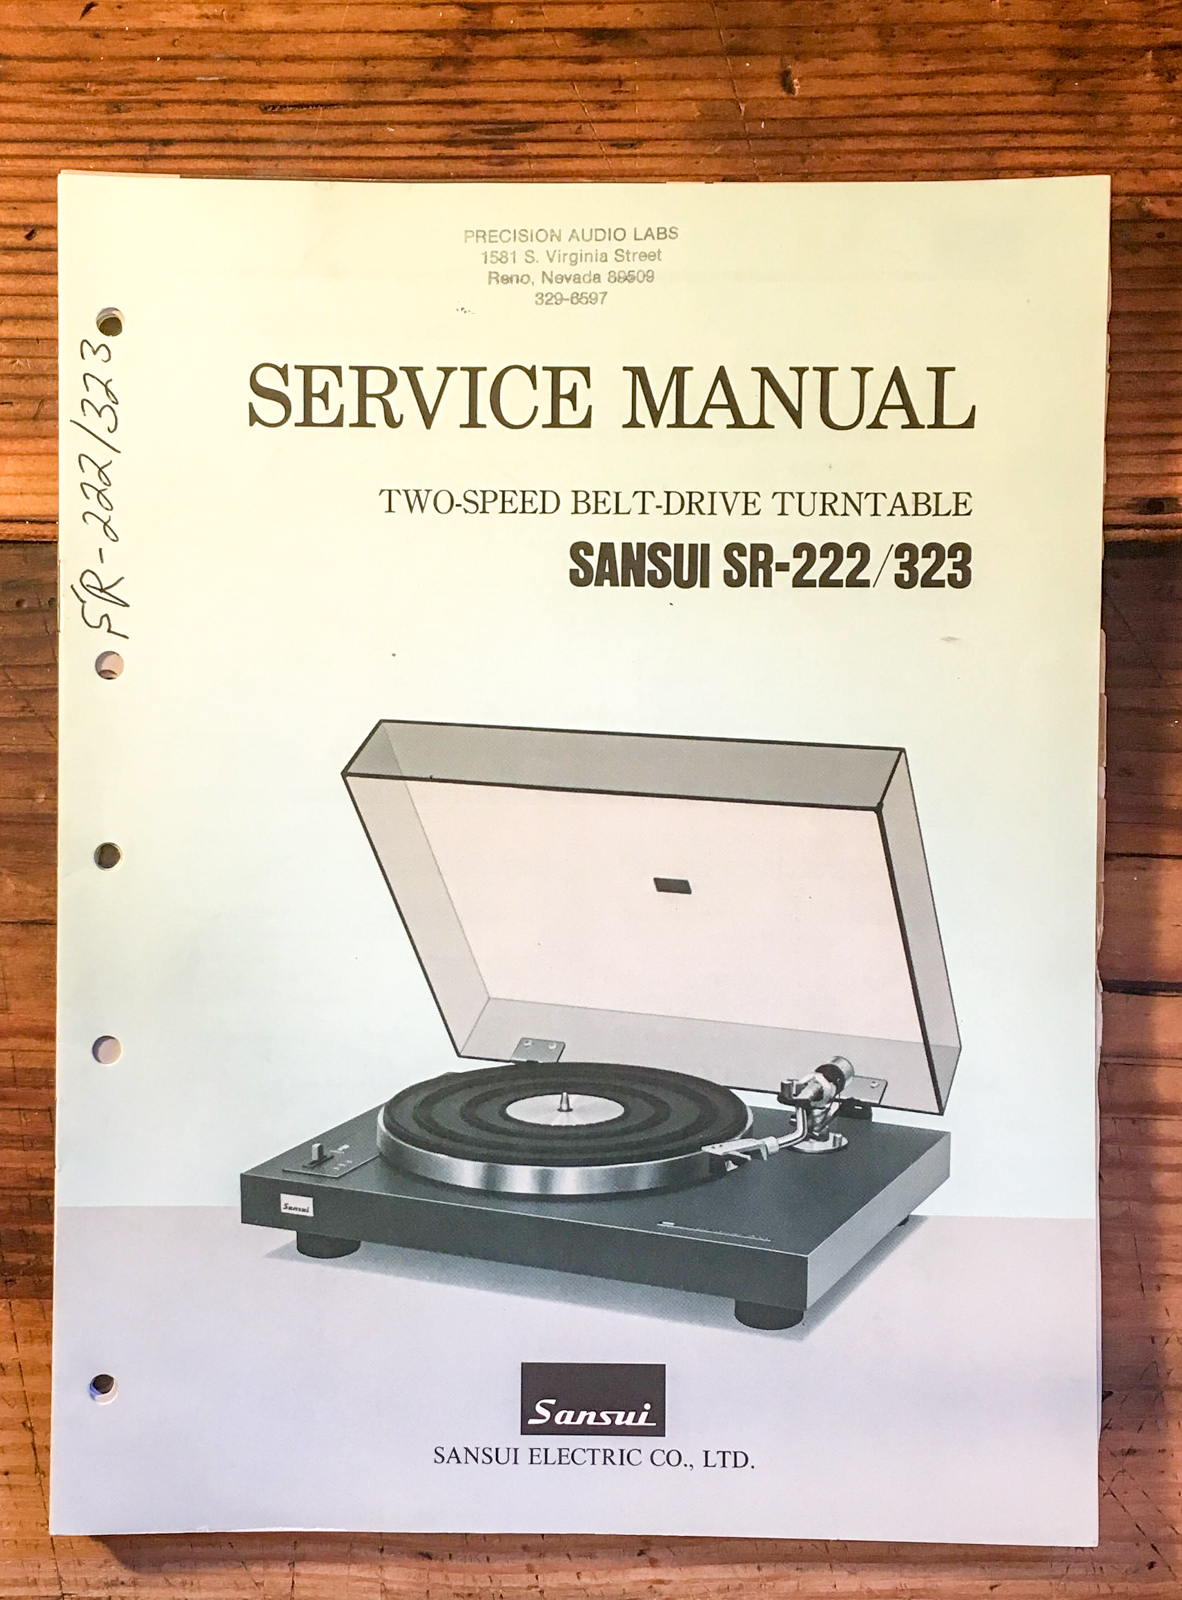 PRECISION AUDIO LABS
1581 S. Virginia Street
Reno, Nevada 89509
329-6597
SR-222/323
SERVICE MANUAL
TWO-SPEED BELT-DRIVE TURNTABLE
SANSUI SR-222/323
Sansui
Sansui
SANSUI ELECTRIC CO., LTD.